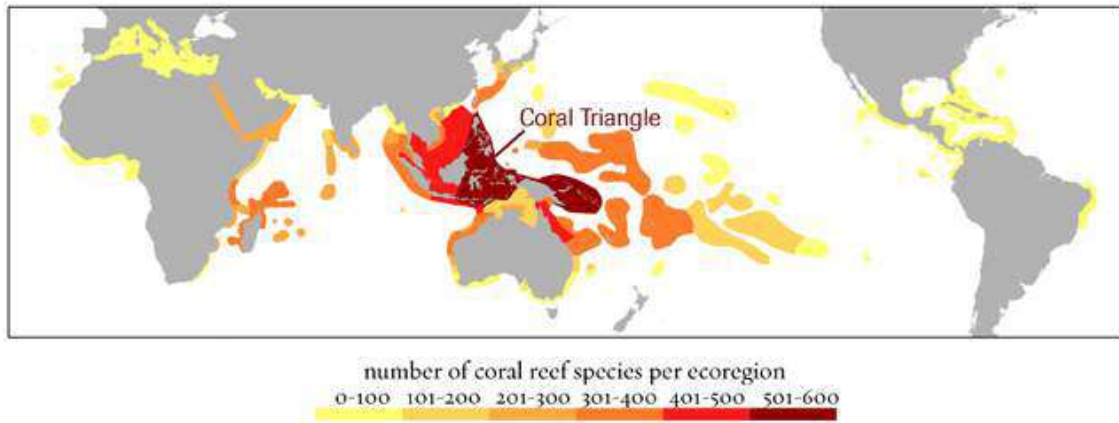 Coral Triangle
number of coral reef species per ecoregion
0-100 101-200 201-300 301-400 401-500 501-600